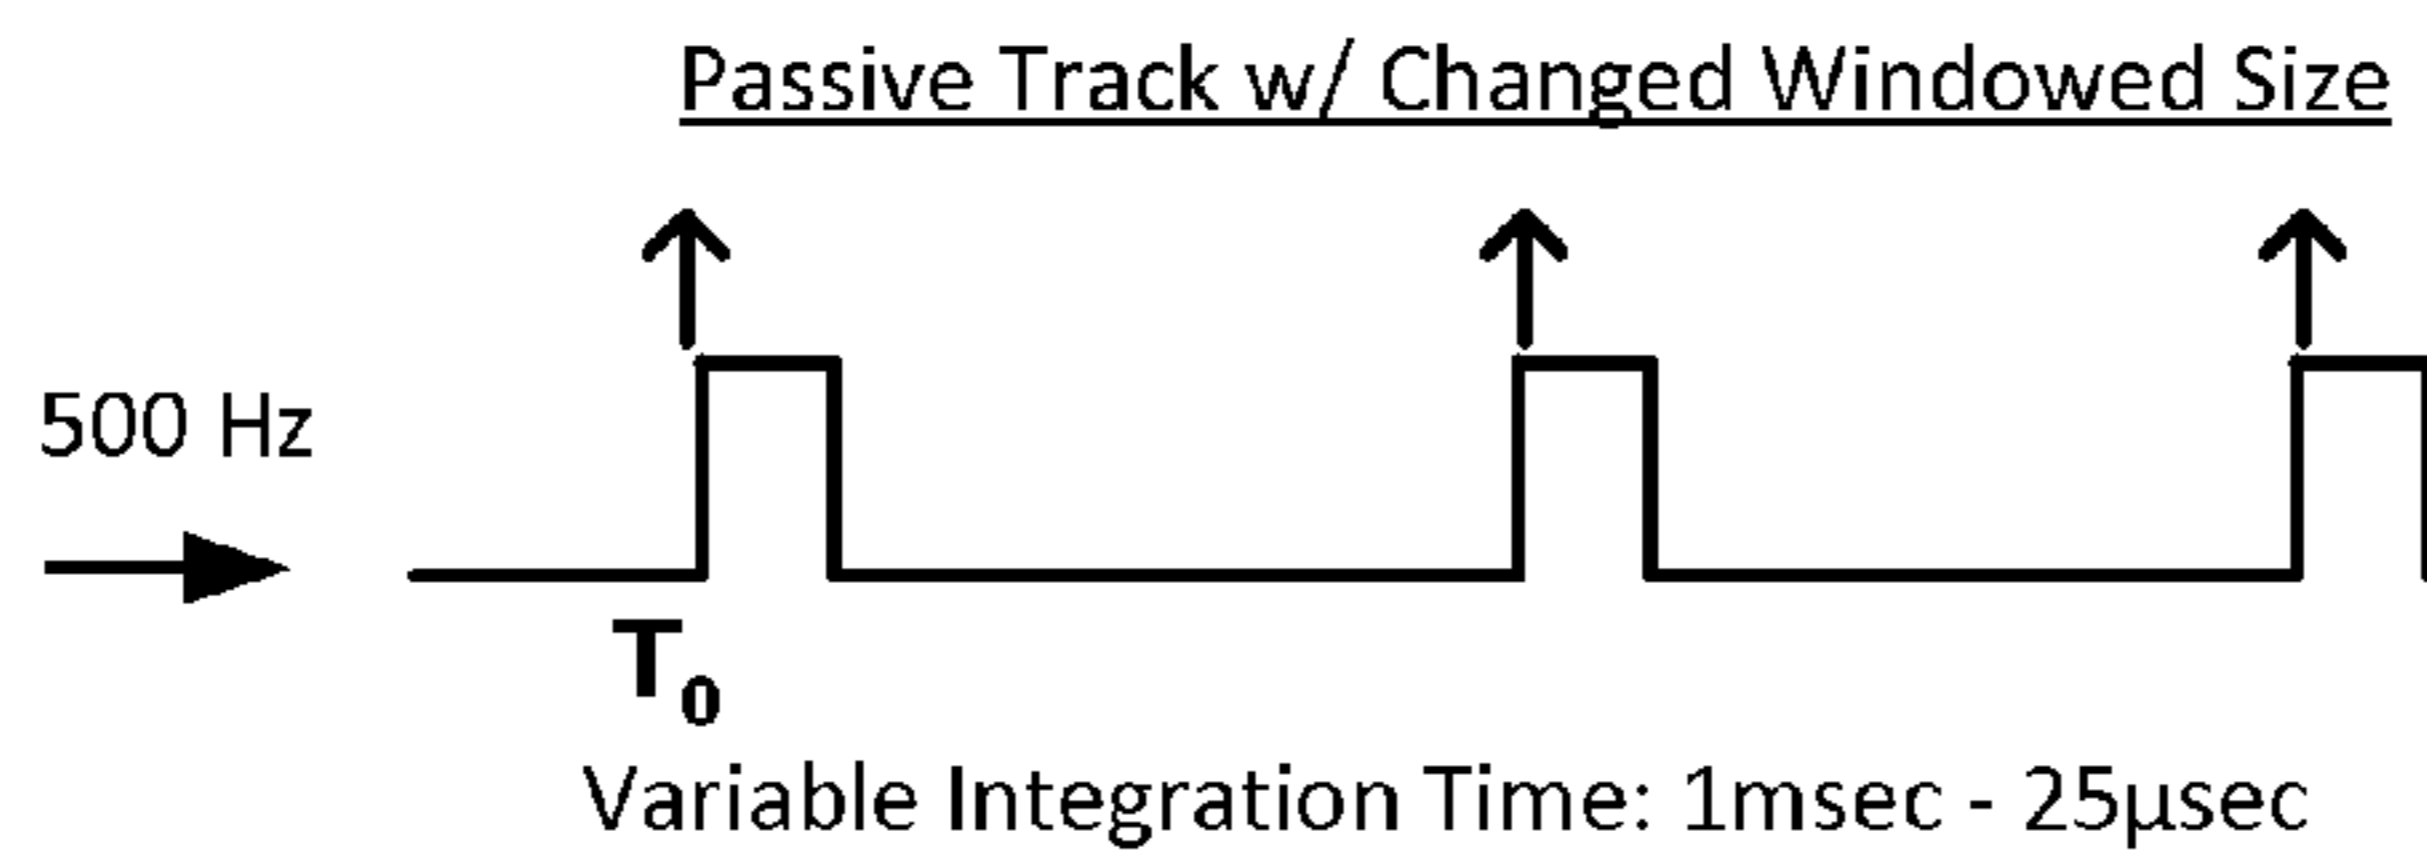 Passive Track w/ Changed Windowed Size
500 Hz
T₀
Variable Integration Time: 1msec - 25µsec